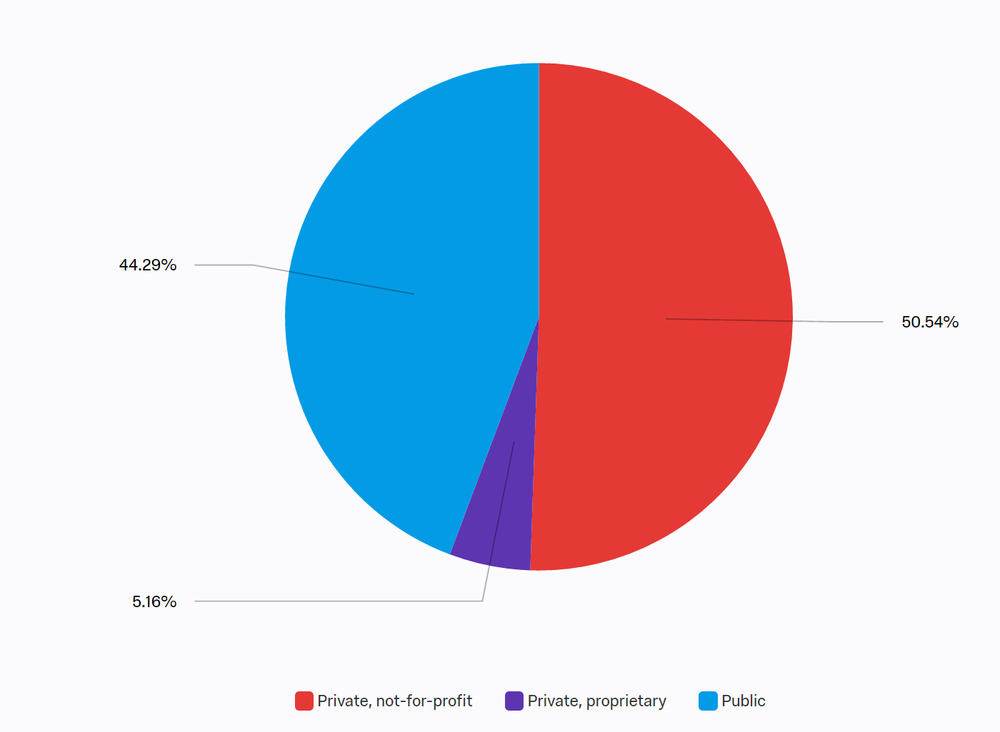 44.29%
50.54%
5.16%
Private, not-for-profit
Private, proprietary
Public